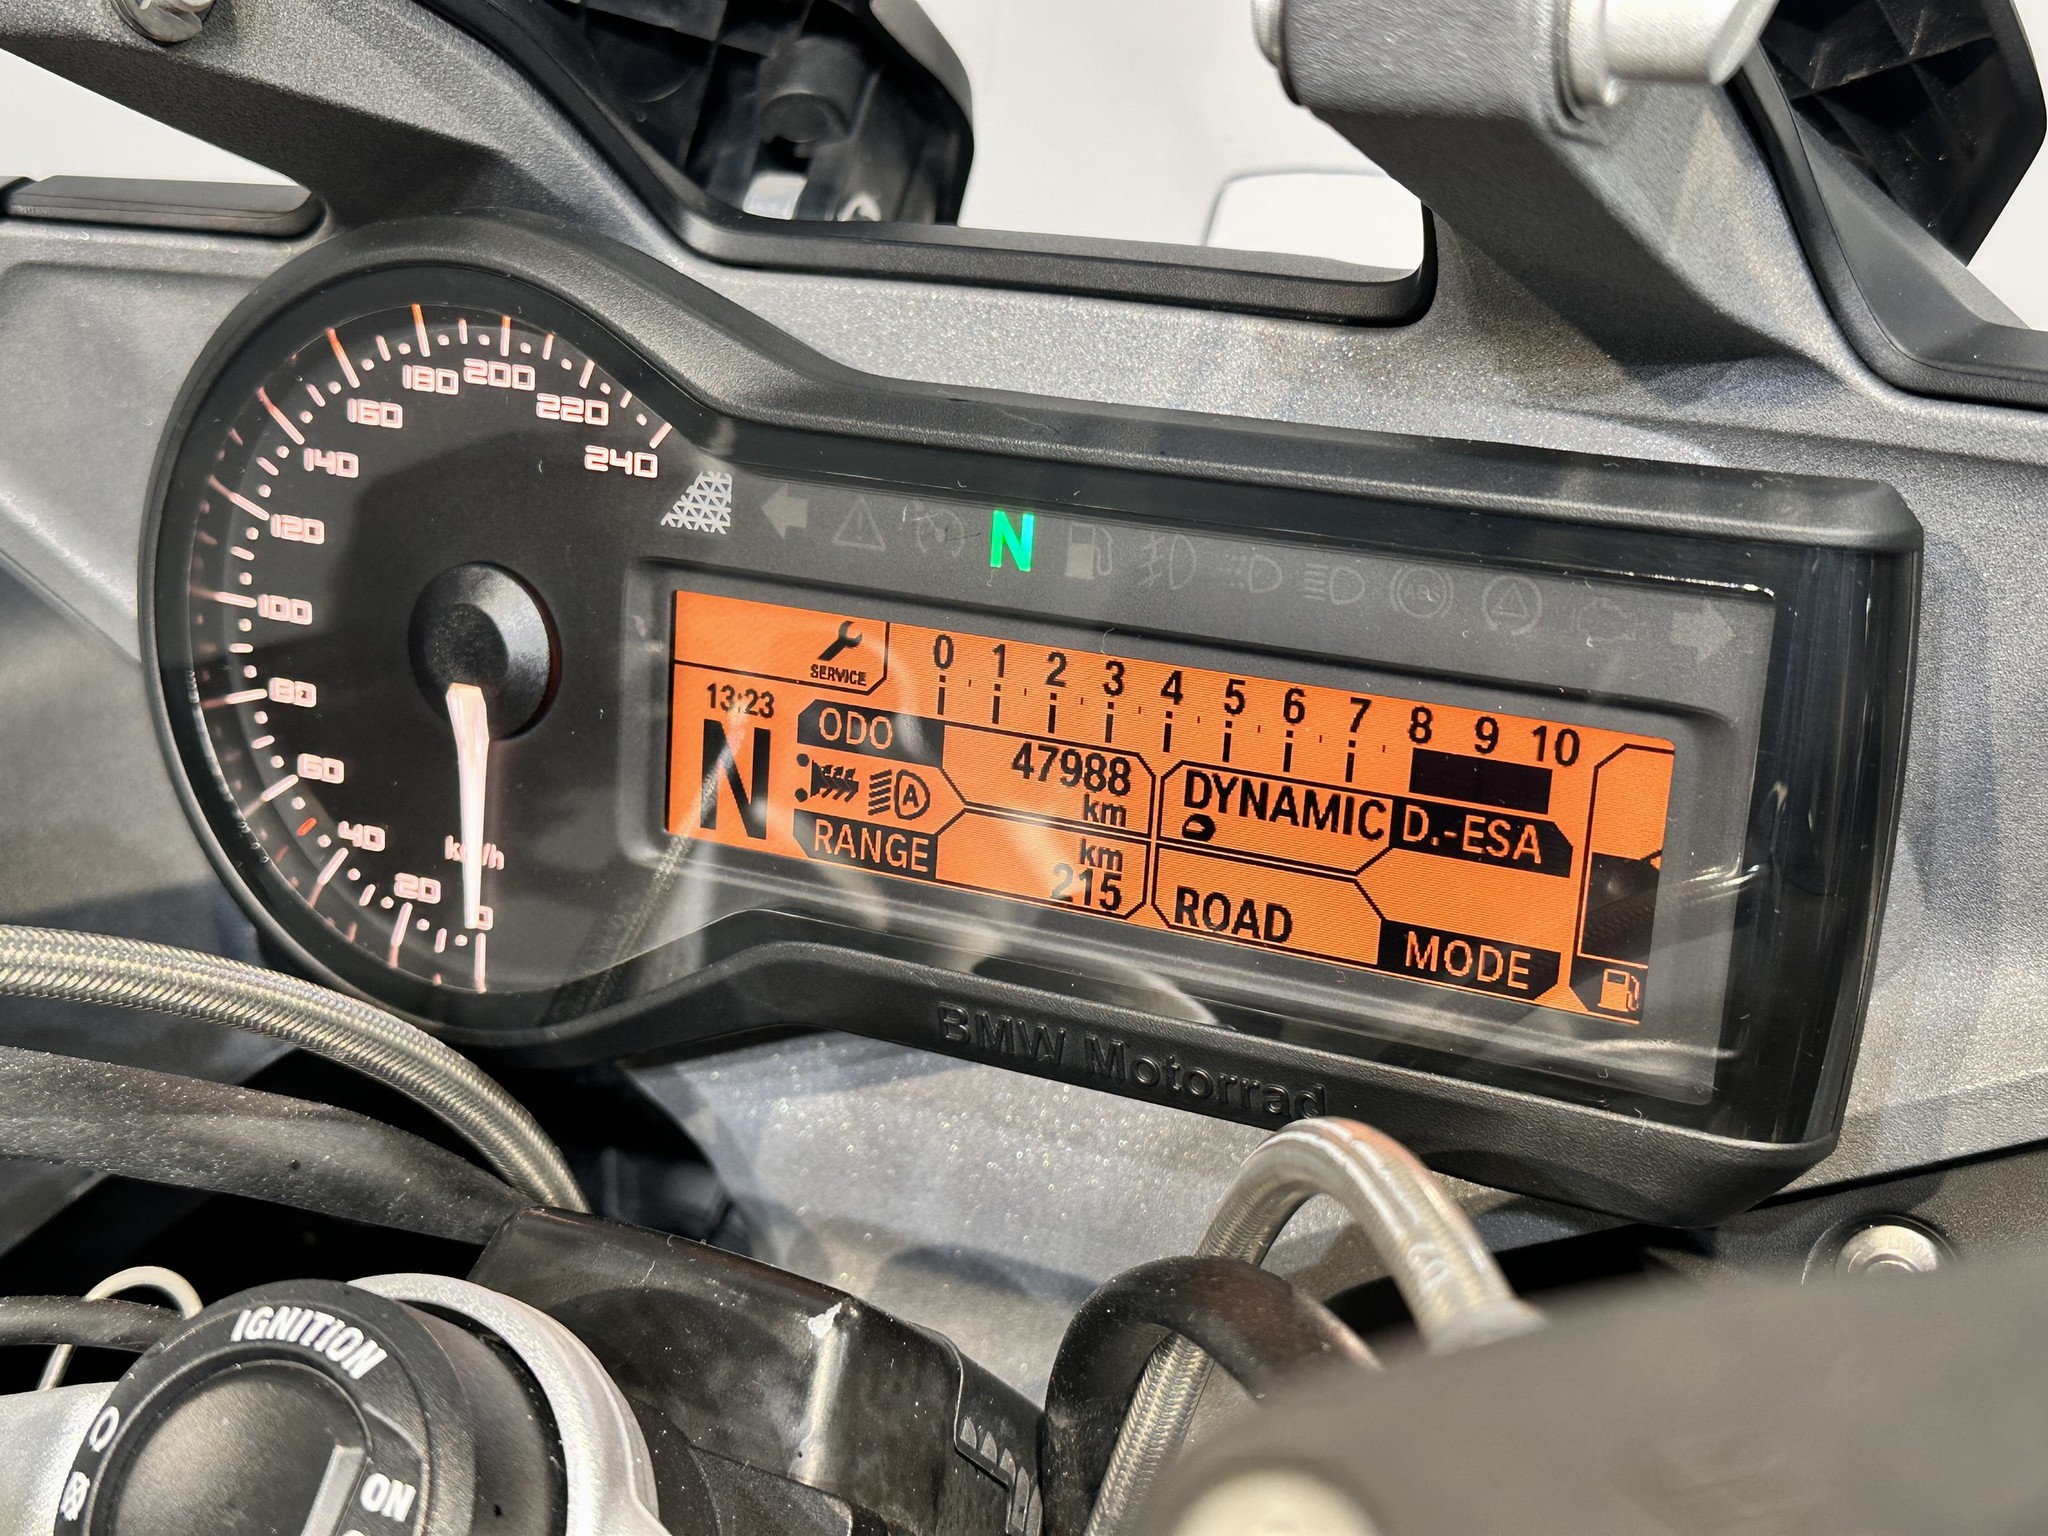 240
220
200
180
160
140
120
100
80
60
40
20
0
km/h
N
SERVICE
0 1 2 3 4 5 6 7 8 9 10
13:23
N
ODO
47988
km
A
RANGE
km
215
DYNAMIC D.-ESA
ROAD
MODE
ABS
BMW Motorrad
IGNITION
ON